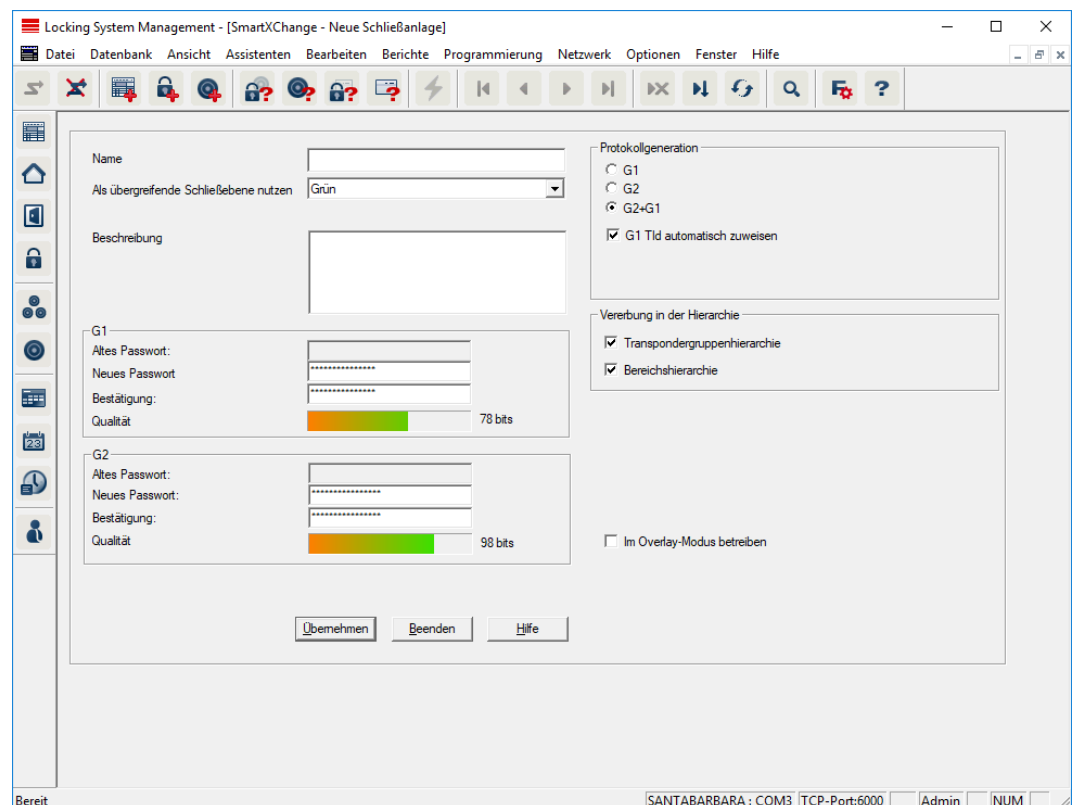 Locking System Management - [SmartXChange - Neue Schließanlage]
Datei Datenbank Ansicht Assistenten Bearbeiten Berichte Programmierung Netzwerk Optionen Fenster Hilfe
Name
Als übergreifende Schließebene nutzen Grün
Beschreibung
G1
Altes Passwort:
Neues Passwort ***************
Bestätigung: ***************
Qualität 78 bits
G2
Altes Passwort:
Neues Passwort: ****************
Bestätigung: ****************
Qualität 98 bits
Protokollgeneration
G1
G2
G2+G1
G1 TId automatisch zuweisen
Vererbung in der Hierarchie
Transpondergruppenhierarchie
Bereichshierarchie
Im Overlay-Modus betreiben
Übernehmen Beenden Hilfe
23
Bereit SANTABARBARA : COM3 TCP-Port:6000 Admin NUM